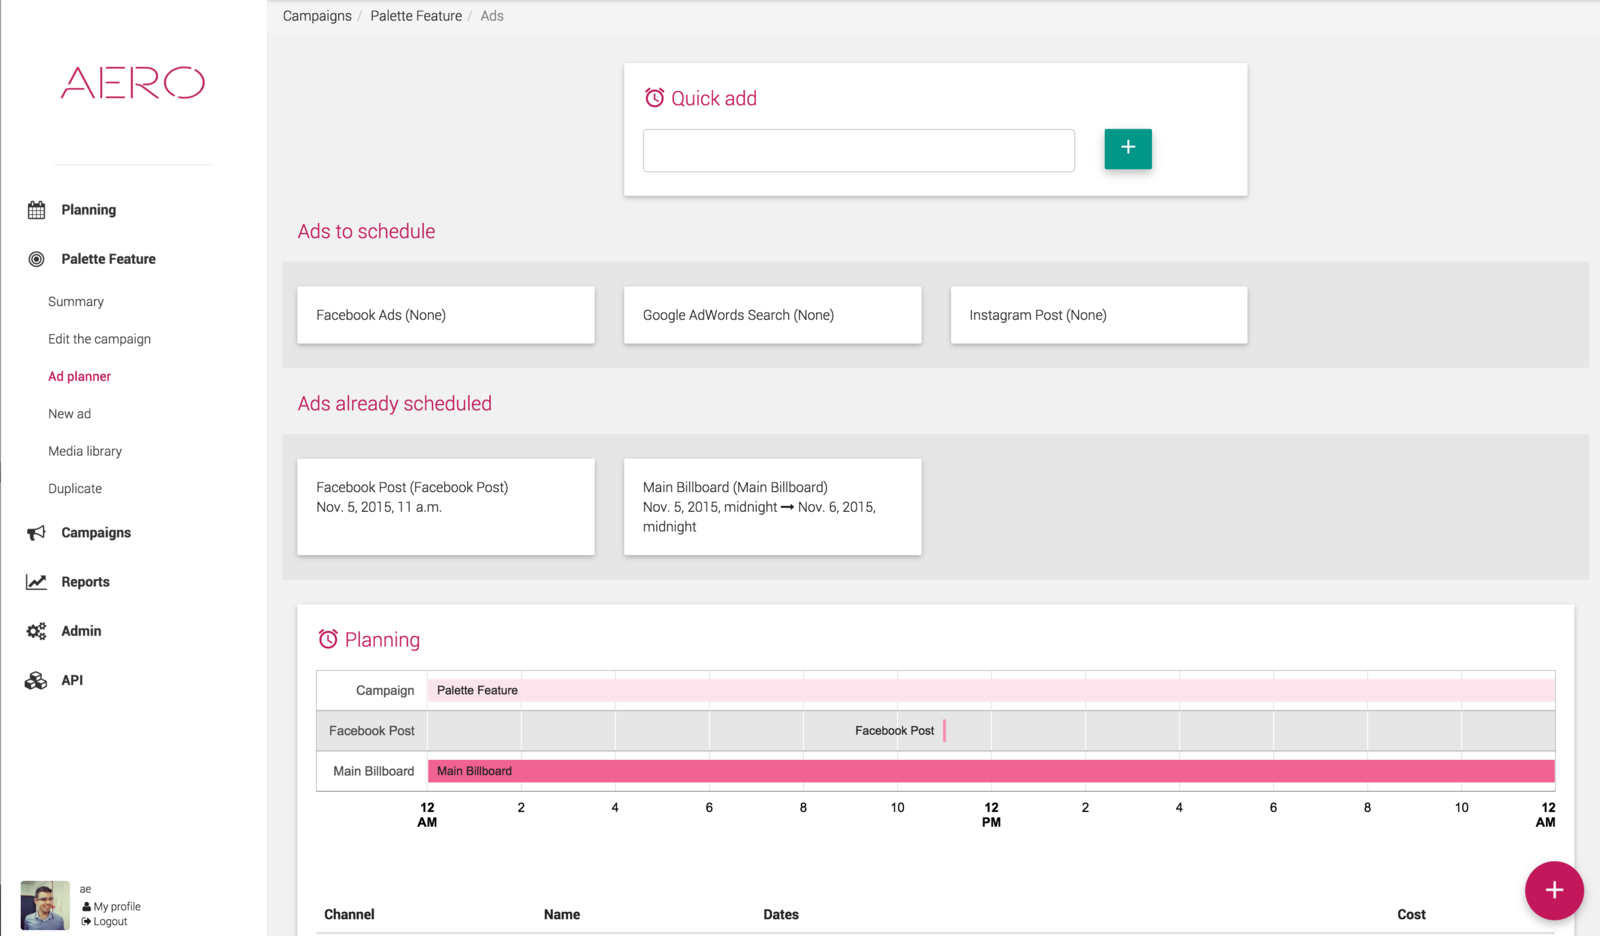 Campaigns / Palette Feature / Ads
AERO
Planning
Palette Feature
Summary
Edit the campaign
Ad planner
New ad
Media library
Duplicate
Campaigns
Reports
Admin
API
ae
My profile
Logout
Quick add
+
Ads to schedule
Facebook Ads (None)
Google AdWords Search (None)
Instagram Post (None)
Ads already scheduled
Facebook Post (Facebook Post)
Nov. 5, 2015, 11 a.m.
Main Billboard (Main Billboard)
Nov. 5, 2015, midnight → Nov. 6, 2015,
midnight
Planning
Campaign Palette Feature
Facebook Post Facebook Post
Main Billboard Main Billboard
12 2 4 6 8 10 12 2 4 6 8 10 12
AM PM AM
+
Channel Name Dates Cost